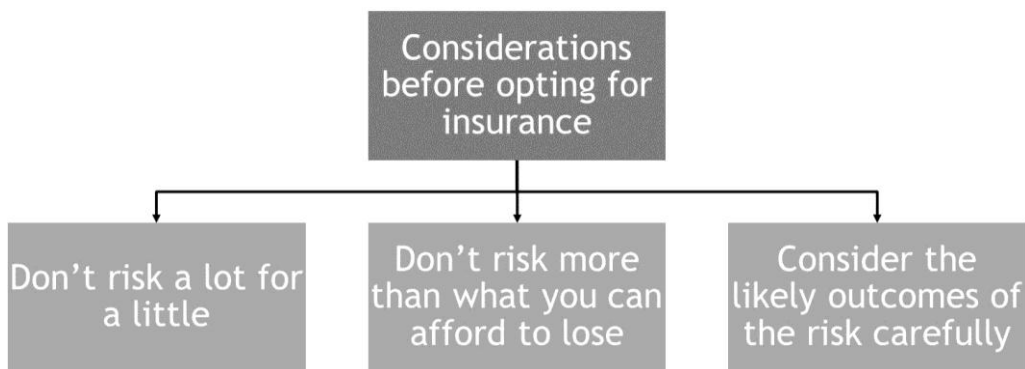 Considerations
before opting for
insurance
Don’t risk a lot for
a little
Don’t risk more
than what you can
afford to lose
Consider the
likely outcomes of
the risk carefully